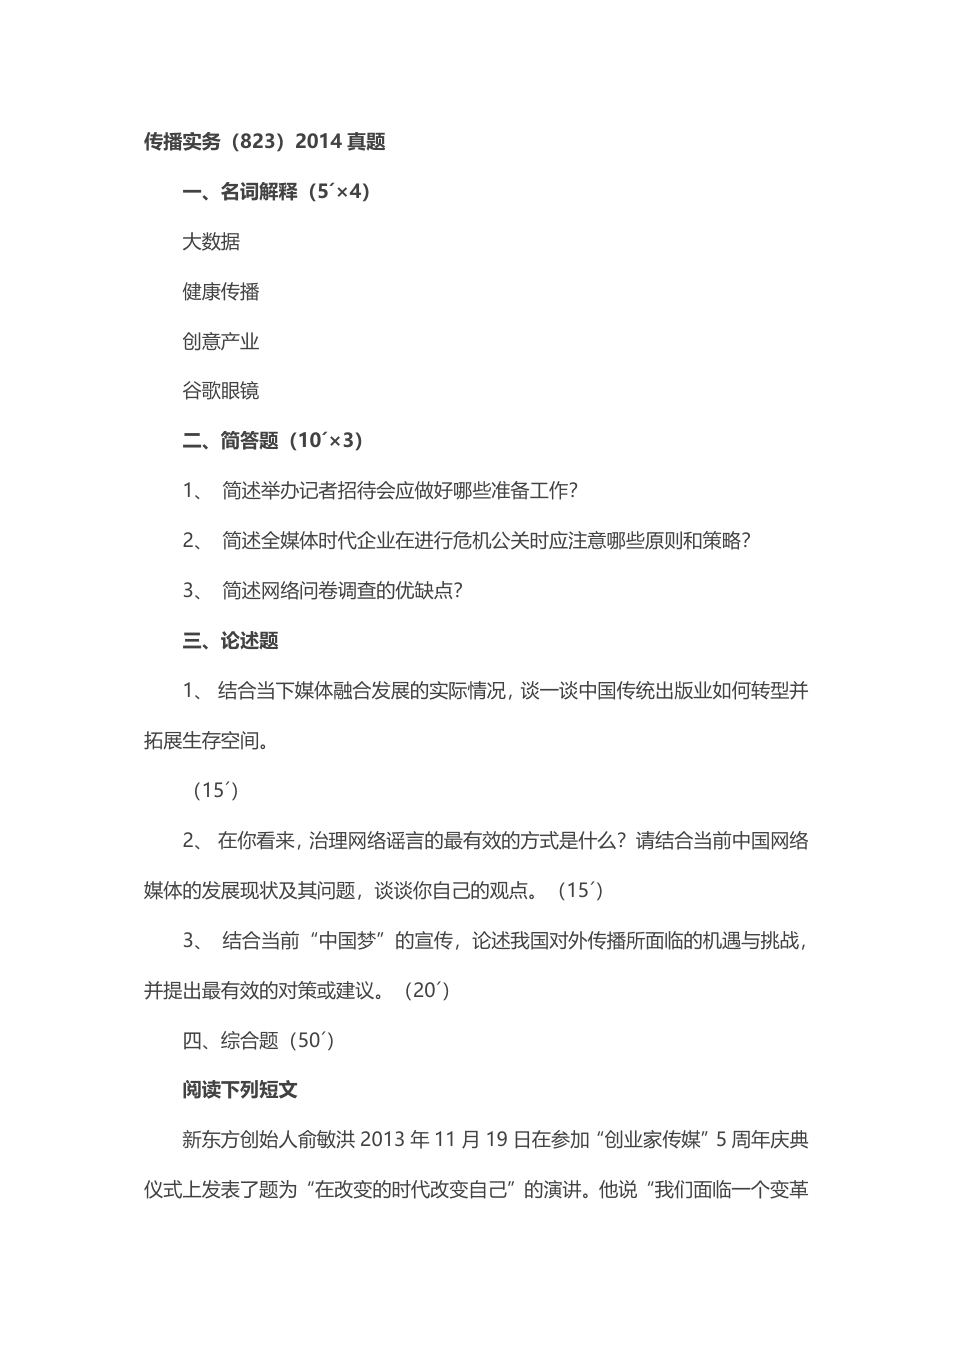 传播实务（823）2014 真题
一、名词解释（5´×4）
大数据
健康传播
创意产业
谷歌眼镜
二、简答题（10´×3）
1、 简述举办记者招待会应做好哪些准备工作？
2、 简述全媒体时代企业在进行危机公关时应注意哪些原则和策略？
3、 简述网络问卷调查的优缺点？
三、论述题
1、 结合当下媒体融合发展的实际情况，谈一谈中国传统出版业如何转型并
拓展生存空间。
（15´）
2、 在你看来，治理网络谣言的最有效的方式是什么？请结合当前中国网络
媒体的发展现状及其问题，谈谈你自己的观点。（15´）
3、 结合当前“中国梦”的宣传，论述我国对外传播所面临的机遇与挑战，
并提出最有效的对策或建议。（20´）
四、综合题（50´）
阅读下列短文
新东方创始人俞敏洪 2013 年 11 月 19 日在参加“创业家传媒”5 周年庆典
仪式上发表了题为“在改变的时代改变自己”的演讲。他说“我们面临一个变革